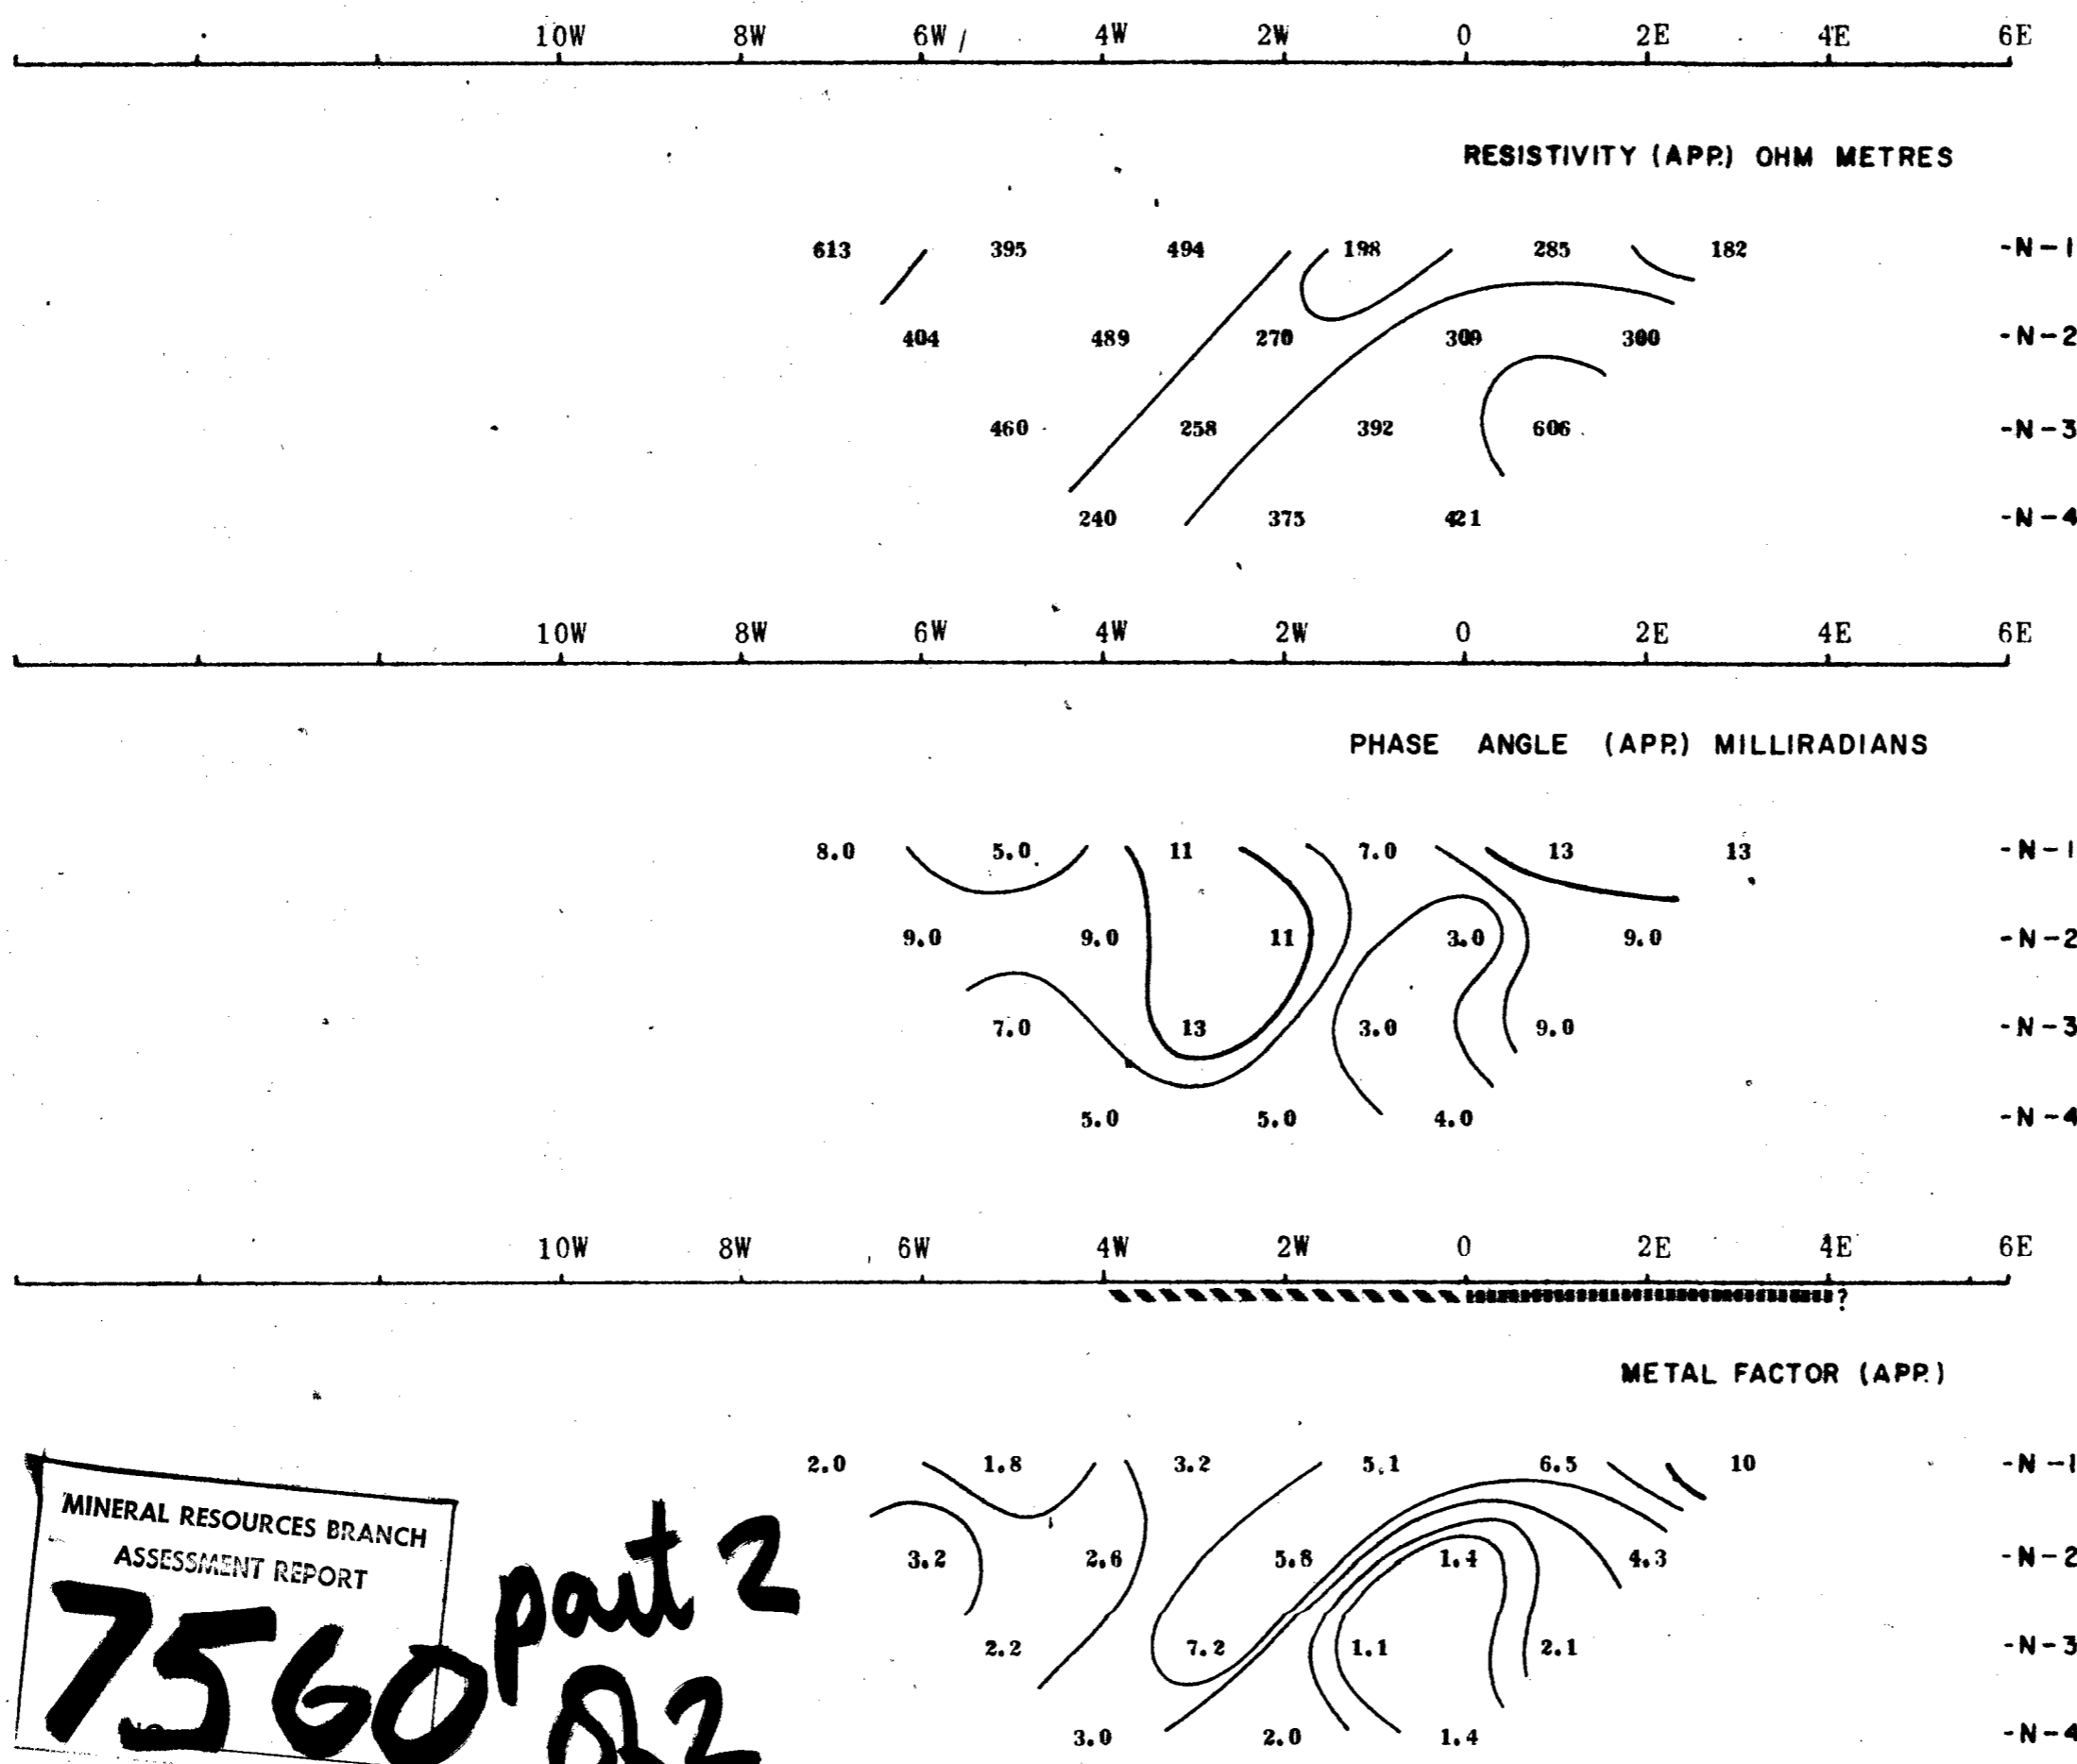 10W 8W 6W 4W 2W 0 2E 4E 6E
RESISTIVITY (APP.) OHM METRES
613 395 494 198 285 182 -N-1
404 489 270 309 300 -N-2
460 258 392 606 -N-3
240 375 421 -N-4
10W 8W 6W 4W 2W 0 2E 4E 6E
PHASE ANGLE (APP.) MILLIRADIANS
8.0 5.0 11 7.0 13 13 -N-1
9.0 9.0 11 3.0 9.0 -N-2
7.0 13 3.0 9.0 -N-3
5.0 5.0 4.0 -N-4
10W 8W 6W 4W 2W 0 2E 4E 6E
?
METAL FACTOR (APP.)
2.0 1.8 3.2 5.1 6.5 10 -N-1
3.2 2.6 5.8 1.4 4.3 -N-2
2.2 7.2 1.1 2.1 -N-3
3.0 2.0 1.4 -N-4
MINERAL RESOURCES BRANCH
ASSESSMENT REPORT
7560
part 2
of 2